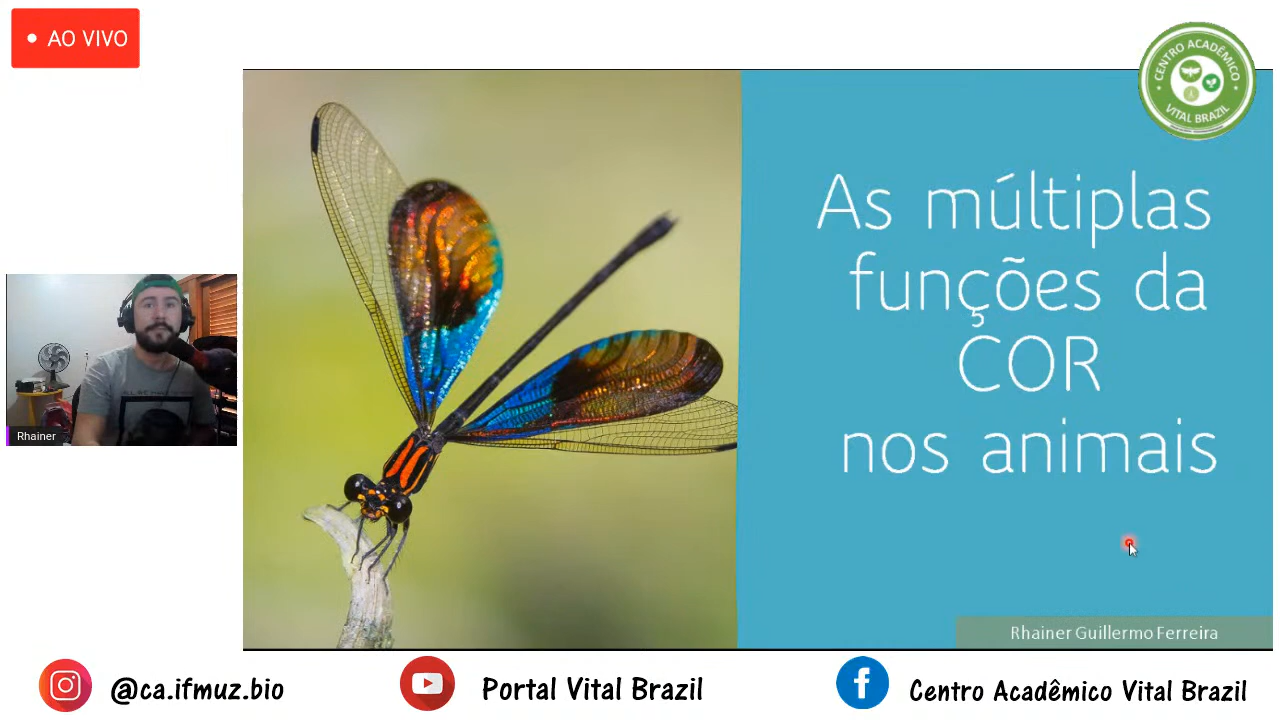 AO VIVO
CENTRO ACADÊMICO
VITAL BRAZIL
As múltiplas
funções da
COR
nos animais
Rhainer
Rhainer Guillermo Ferreira
@ca.ifmuz.bio
Portal Vital Brazil
Centro Acadêmico Vital Brazil